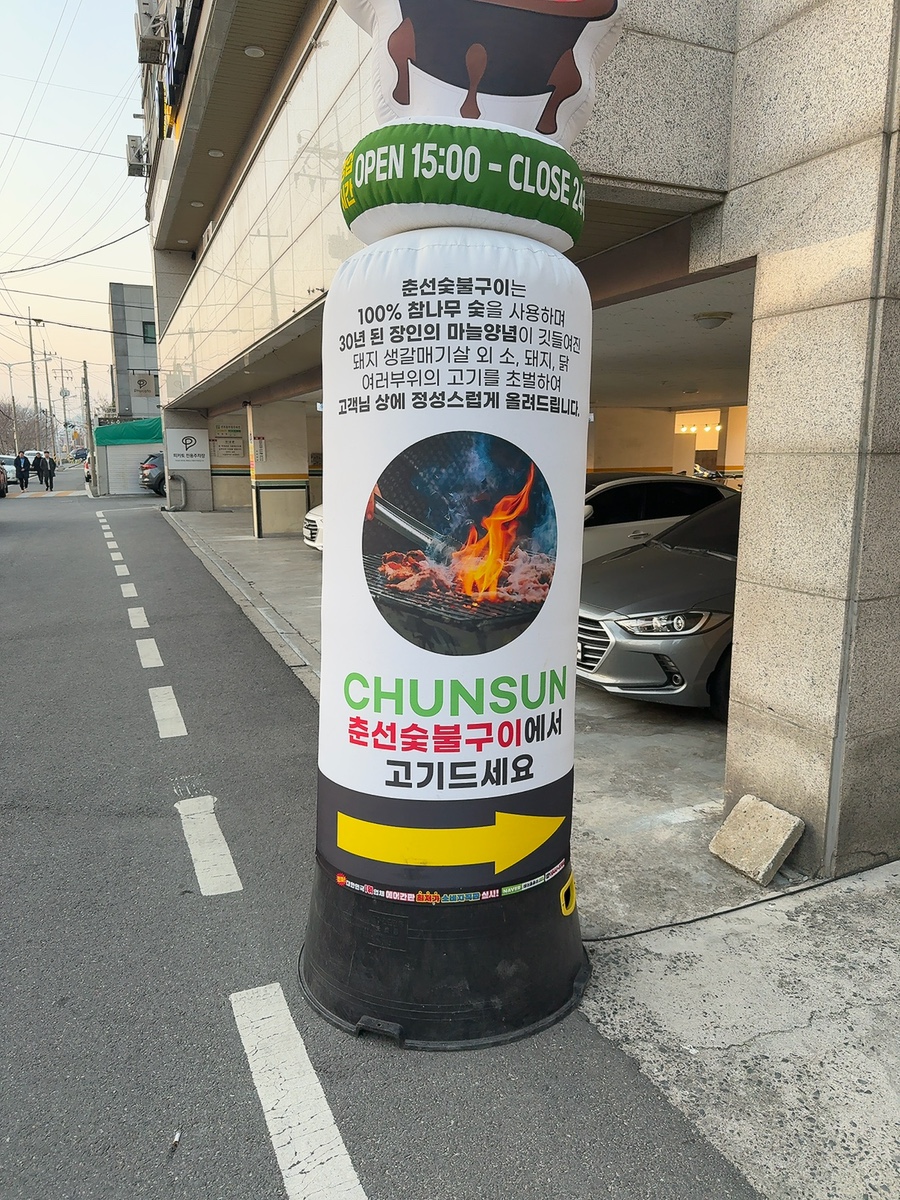 OPEN 15:00 - CLOSE
춘선숯불구이는
100% 참나무 숯을 사용하며
30년 된 장인의 마늘양념이 깃들여진
돼지 생갈매기살 외 소, 돼지, 닭
여러부위의 고기를 초벌하여
고객님 상에 정성스럽게 올려드립니다.
CHUNSUN
춘선숯불구이에서
고기드세요
NAVER
P